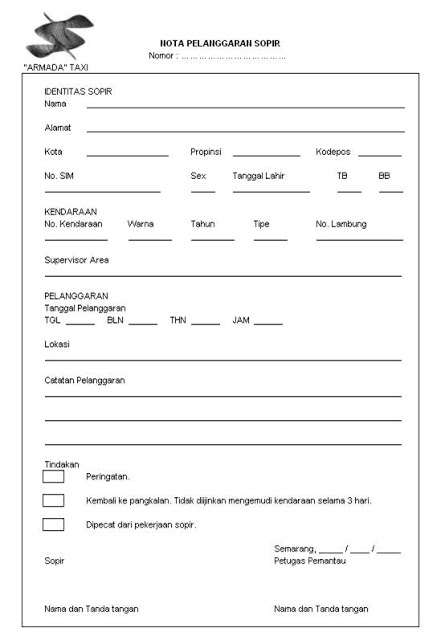 NOTA PELANGGARAN SOPIR
Nomor : ................................
"ARMADA" TAXI
IDENTITAS SOPIR
Nama
Alamat
Kota Propinsi Kodepos
No. SIM Sex Tanggal Lahir TB BB
KENDARAAN
No. Kendaraan Warna Tahun Tipe No. Lambung
Supervisor Area
PELANGGARAN
Tanggal Pelanggaran
TGL BLN THN JAM
Lokasi
Catatan Pelanggaran
Tindakan
Peringatan.
Kembali ke pangkalan. Tidak diijinkan mengemudi kendaraan selama 3 hari.
Dipecat dari pekerjaan sopir.
Semarang, _____ / ____ / _____
Sopir Petugas Pemantau
Nama dan Tanda tangan Nama dan Tanda tangan